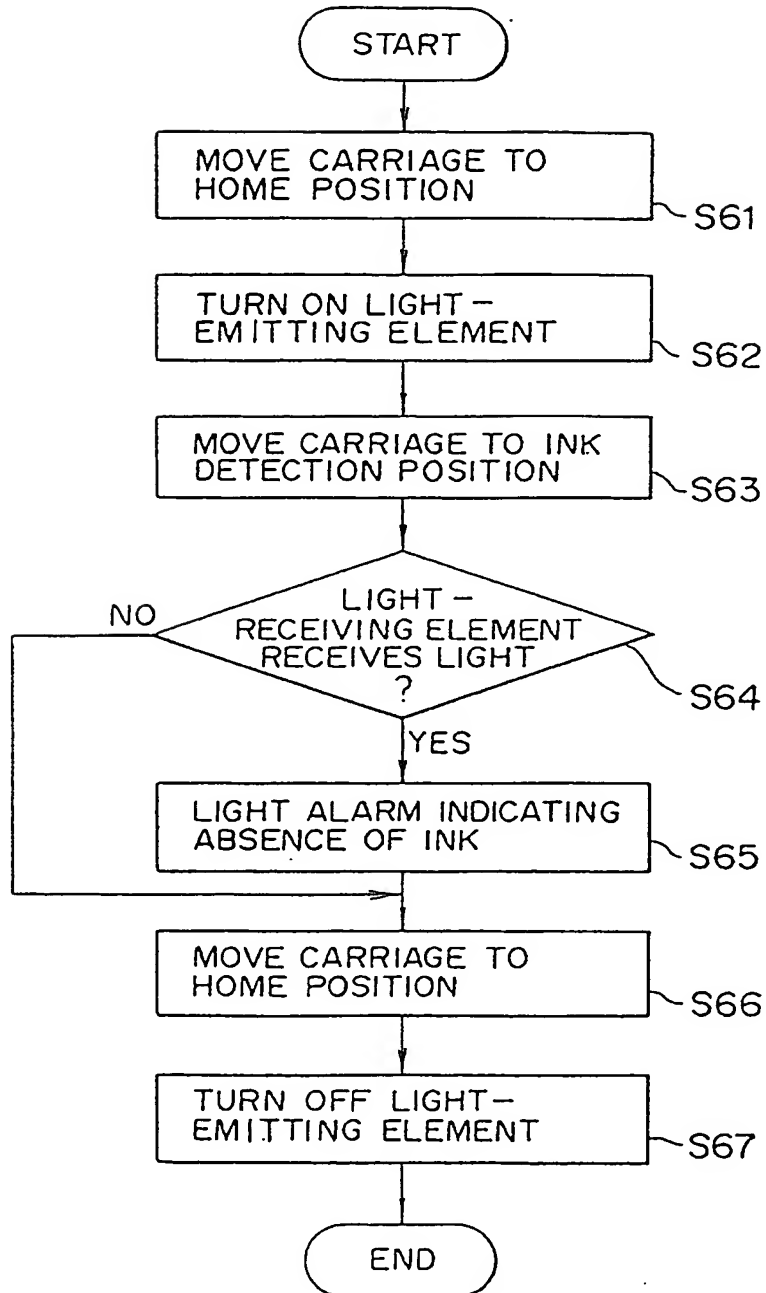 START
MOVE CARRIAGE TO
HOME POSITION
S61
TURN ON LIGHT-
EMITTING ELEMENT
S62
MOVE CARRIAGE TO INK
DETECTION POSITION
S63
LIGHT-
RECEIVING ELEMENT
RECEIVES LIGHT
?
S64
NO
YES
LIGHT ALARM INDICATING
ABSENCE OF INK
S65
MOVE CARRIAGE TO
HOME POSITION
S66
TURN OFF LIGHT-
EMITTING ELEMENT
S67
END